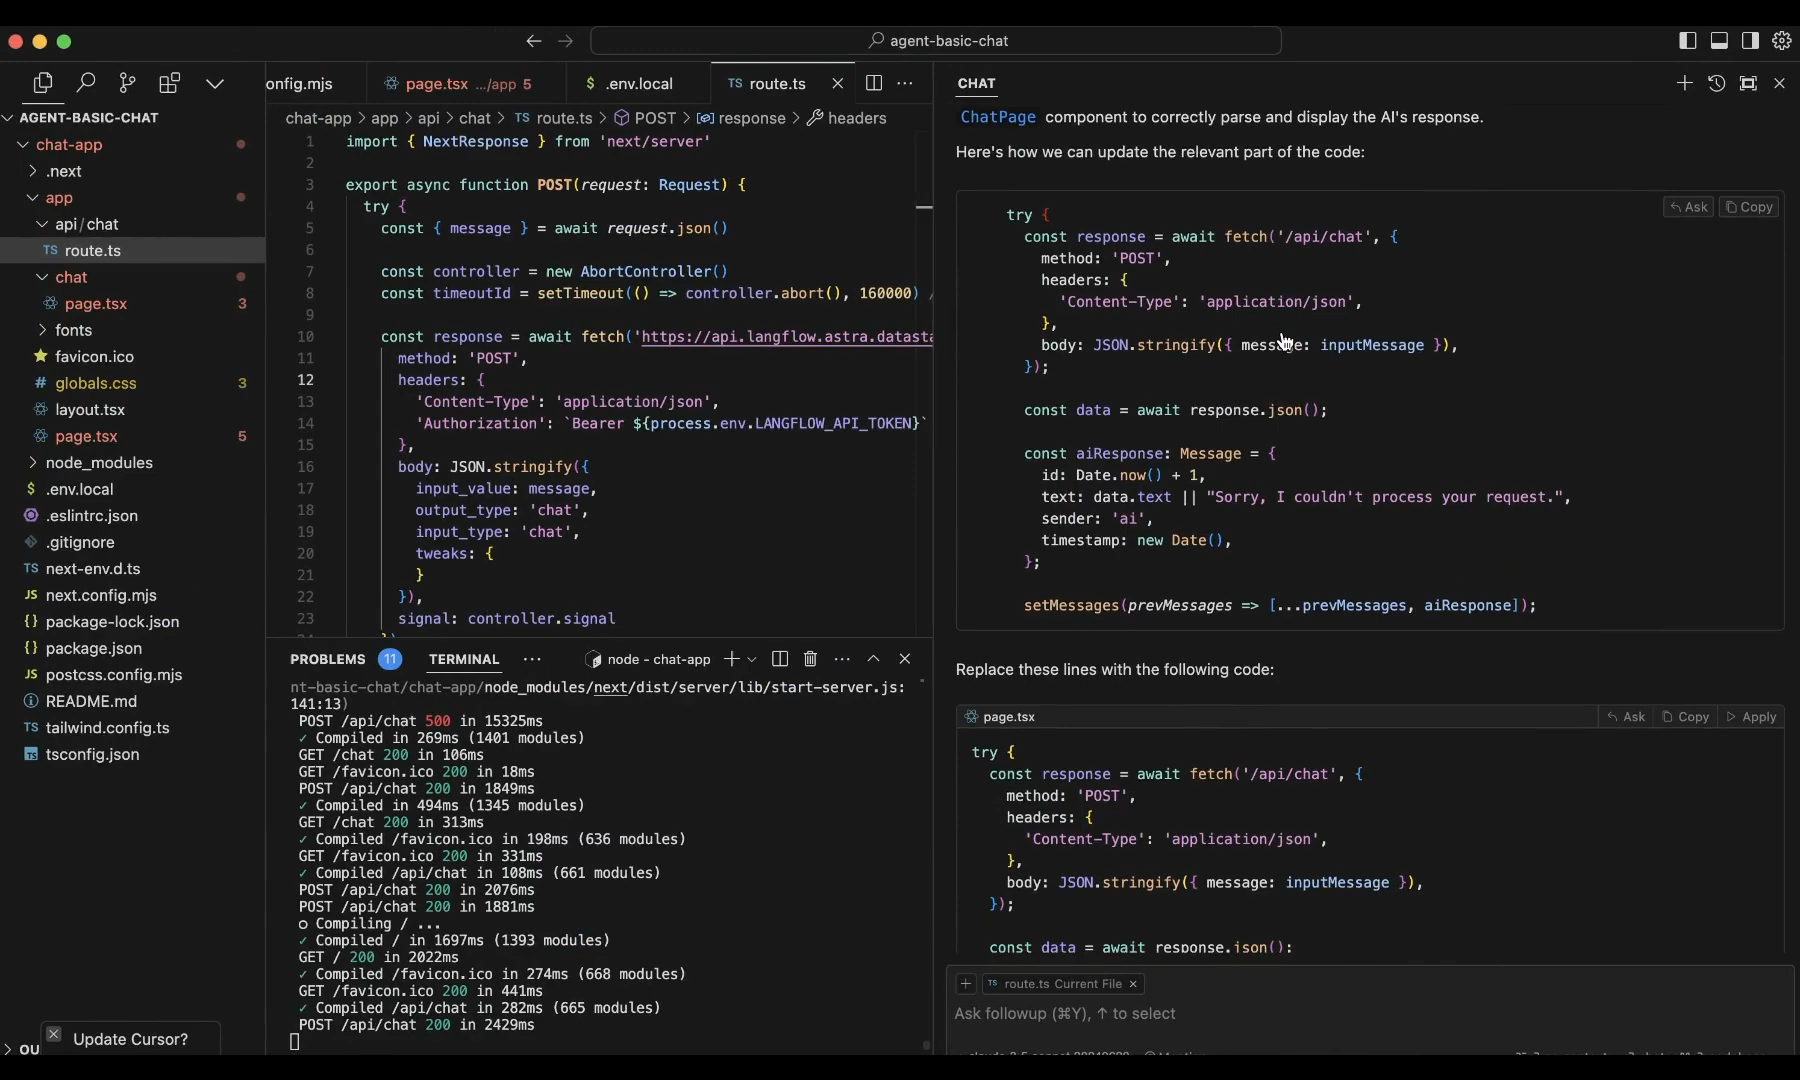 agent-basic-chat
onfig.mjs
page.tsx .../app 5
$ .env.local
TS route.ts
CHAT
AGENT-BASIC-CHAT
chat-app
.next
app
api/chat
TS route.ts
chat
page.tsx 3
fonts
favicon.ico
# globals.css 3
layout.tsx
page.tsx 5
node_modules
$ .env.local
.eslintrc.json
.gitignore
TS next-env.d.ts
JS next.config.mjs
{} package-lock.json
{} package.json
JS postcss.config.mjs
README.md
TS tailwind.config.ts
tsconfig.json
OU
Update Cursor?
chat-app > app > api > chat > TS route.ts > POST > response > headers
1 import { NextResponse } from 'next/server'
2
3 export async function POST(request: Request) {
4 try {
5 const { message } = await request.json()
6
7 const controller = new AbortController()
8 const timeoutId = setTimeout(() => controller.abort(), 160000) /
9
10 const response = await fetch('https://api.langflow.astra.datasta
11 method: 'POST',
12 headers: {
13 'Content-Type': 'application/json',
14 'Authorization': `Bearer ${process.env.LANGFLOW_API_TOKEN}`
15 },
16 body: JSON.stringify({
17 input_value: message,
18 output_type: 'chat',
19 input_type: 'chat',
20 tweaks: {
21 }
22 }),
23 signal: controller.signal
PROBLEMS 11 TERMINAL ... node - chat-app
nt-basic-chat/chat-app/node_modules/next/dist/server/lib/start-server.js:
141:13)
POST /api/chat 500 in 15325ms
✓ Compiled in 269ms (1401 modules)
GET /chat 200 in 106ms
GET /favicon.ico 200 in 18ms
POST /api/chat 200 in 1849ms
✓ Compiled in 494ms (1345 modules)
GET /chat 200 in 313ms
✓ Compiled /favicon.ico in 198ms (636 modules)
GET /favicon.ico 200 in 331ms
✓ Compiled /api/chat in 108ms (661 modules)
POST /api/chat 200 in 2076ms
POST /api/chat 200 in 1881ms
○ Compiling / ...
✓ Compiled / in 1697ms (1393 modules)
GET / 200 in 2022ms
✓ Compiled /favicon.ico in 274ms (668 modules)
GET /favicon.ico 200 in 441ms
✓ Compiled /api/chat in 282ms (665 modules)
POST /api/chat 200 in 2429ms
ChatPage component to correctly parse and display the AI's response.
Here's how we can update the relevant part of the code:
Ask Copy
try {
const response = await fetch('/api/chat', {
method: 'POST',
headers: {
'Content-Type': 'application/json',
},
body: JSON.stringify({ message: inputMessage }),
});
const data = await response.json();
const aiResponse: Message = {
id: Date.now() + 1,
text: data.text || "Sorry, I couldn't process your request.",
sender: 'ai',
timestamp: new Date(),
};
setMessages(prevMessages => [...prevMessages, aiResponse]);
Replace these lines with the following code:
page.tsx Ask Copy Apply
try {
const response = await fetch('/api/chat', {
method: 'POST',
headers: {
'Content-Type': 'application/json',
},
body: JSON.stringify({ message: inputMessage }),
});
const data = await response.json();
+ TS route.ts Current File ×
Ask followup (⌘Y), ↑ to select